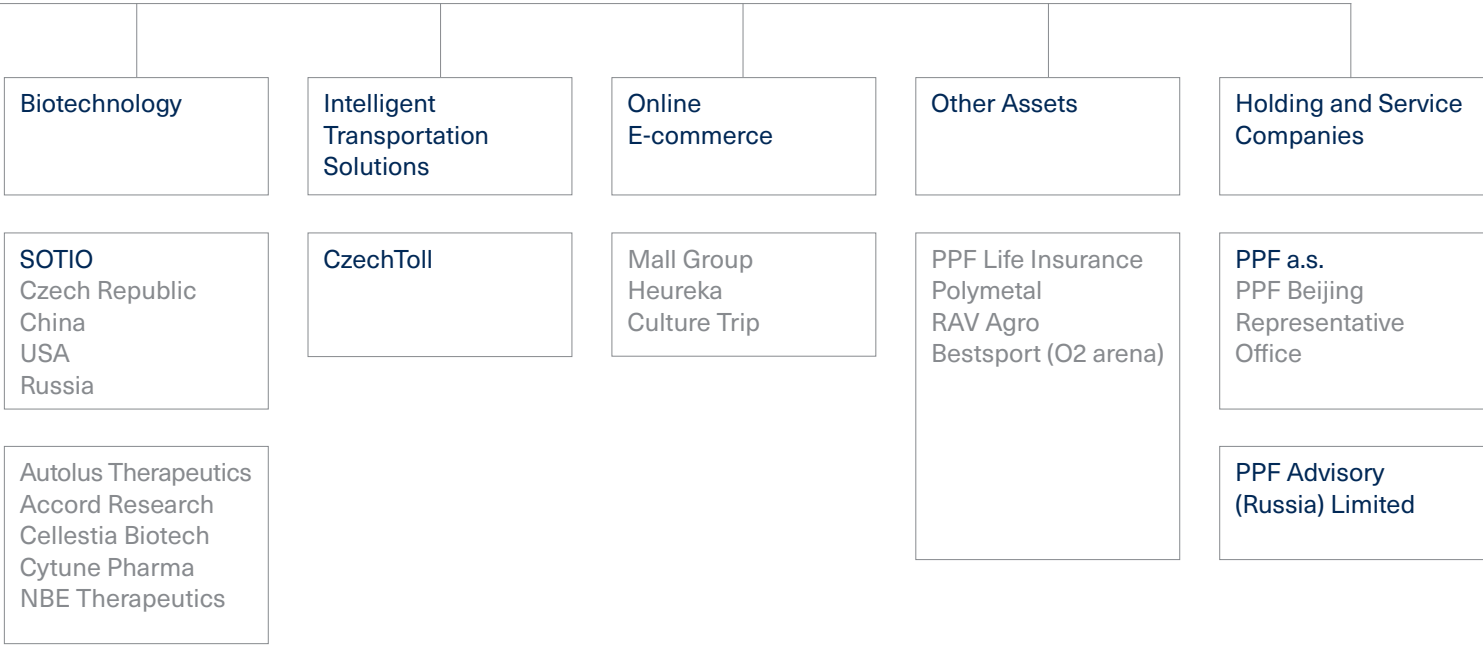 Biotechnology
Intelligent
Transportation
Solutions
Online
E-commerce
Other Assets
Holding and Service
Companies
SOTIO
Czech Republic
China
USA
Russia
CzechToll
Mall Group
Heureka
Culture Trip
PPF Life Insurance
Polymetal
RAV Agro
Bestsport (O2 arena)
PPF a.s.
PPF Beijing
Representative
Office
Autolus Therapeutics
Accord Research
Cellestia Biotech
Cytune Pharma
NBE Therapeutics
PPF Advisory
(Russia) Limited